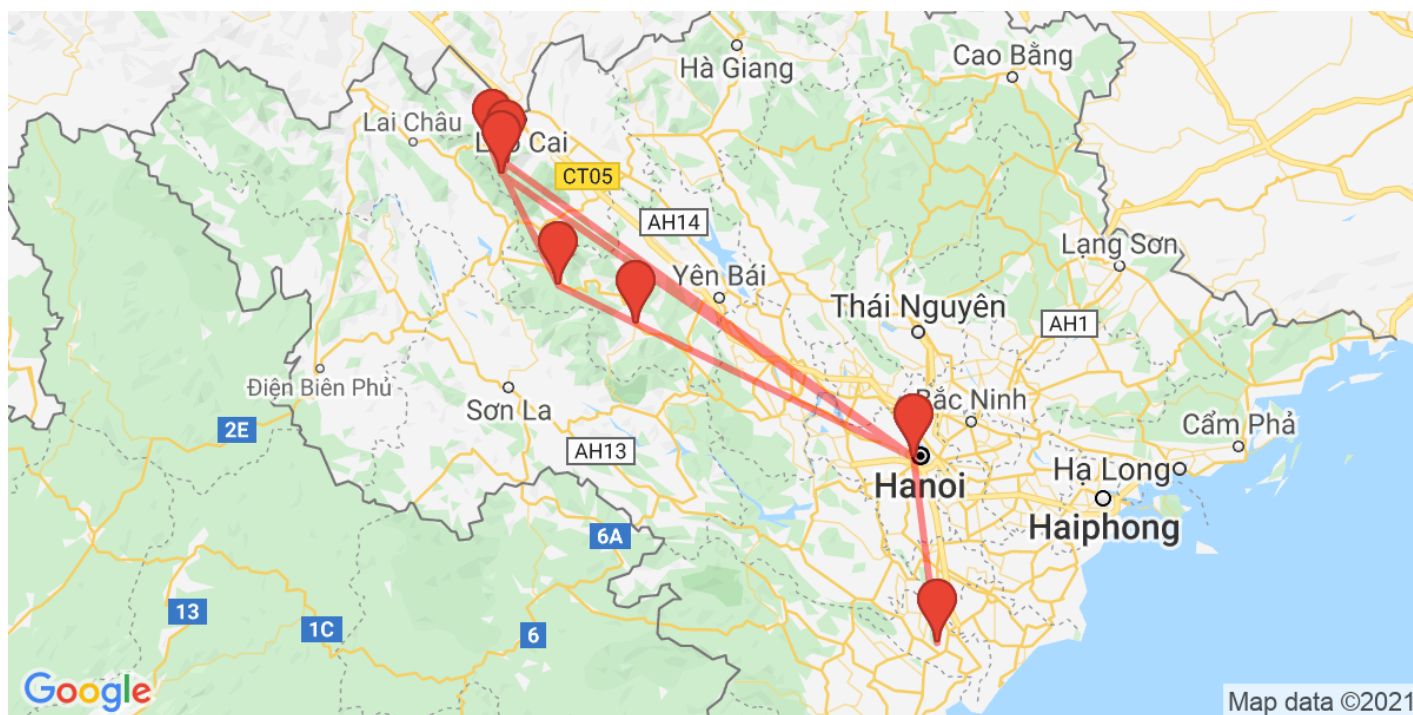 Hà Giang
Cao Bằng
Lai Châu
Cai
CT05
AH14
Lạng Sơn
Yên Bái
Thái Nguyên
AH1
Điện Biên Phủ
Sơn La
Bắc Ninh
2E
AH13
Cẩm Phả
Hạ Long
Hanoi
Haiphong
6A
13
1C
6
Google
Map data ©2021